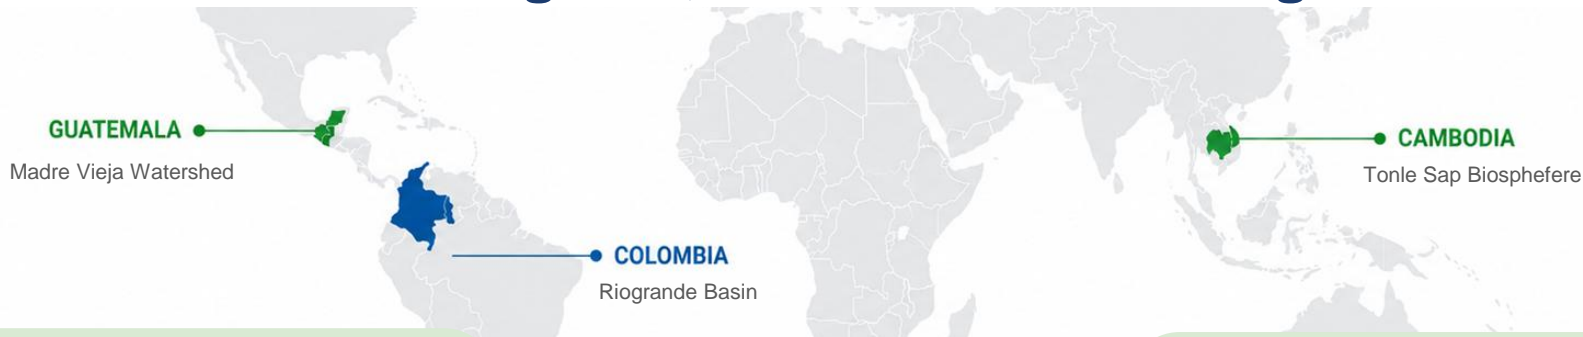 GUATEMALA
Madre Vieja Watershed
COLOMBIA
Riogrande Basin
CAMBODIA
Tonle Sap Biosphefere